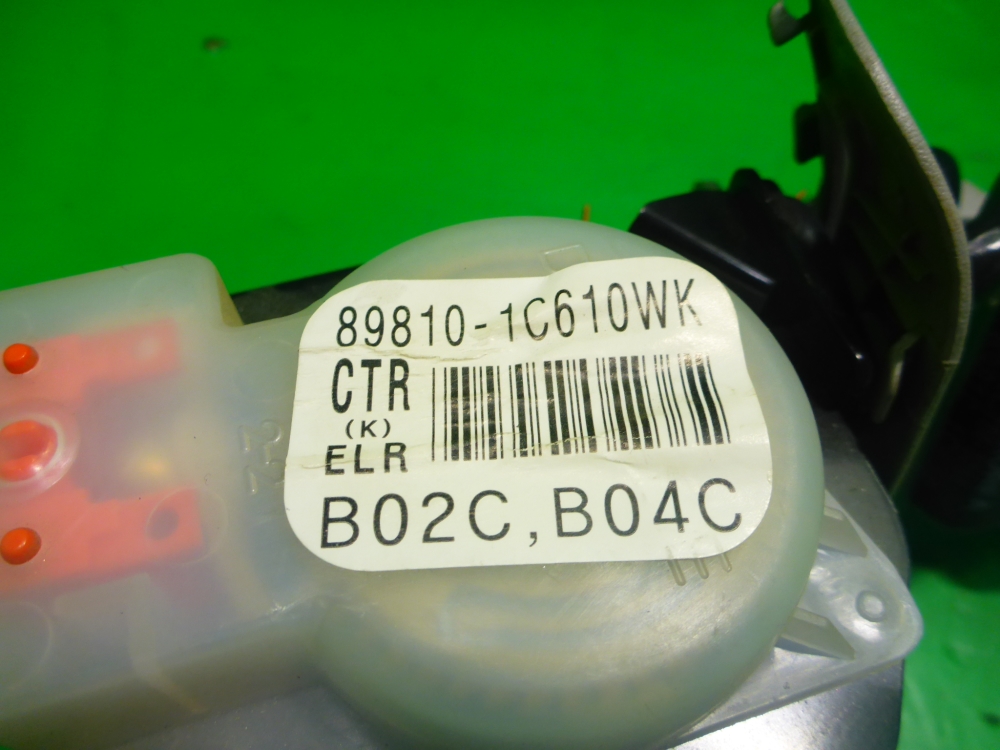 89810-1C610WK
CTR
(K)
ELR
B02C, B04C